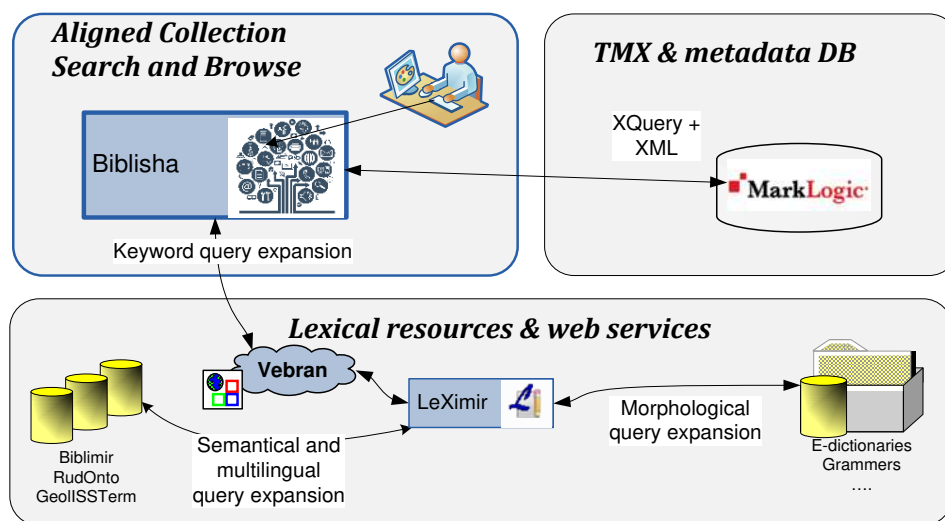 Aligned Collection
Search and Browse
Biblisha
Keyword query expansion
TMX & metadata DB
XQuery +
XML
MarkLogic
Lexical resources & web services
Vebran
LeXimir
L
Biblimir
RudOnto
GeolISSTerm
Semantical and
multilingual
query expansion
Morphological
query expansion
E-dictionaries
Grammers
....